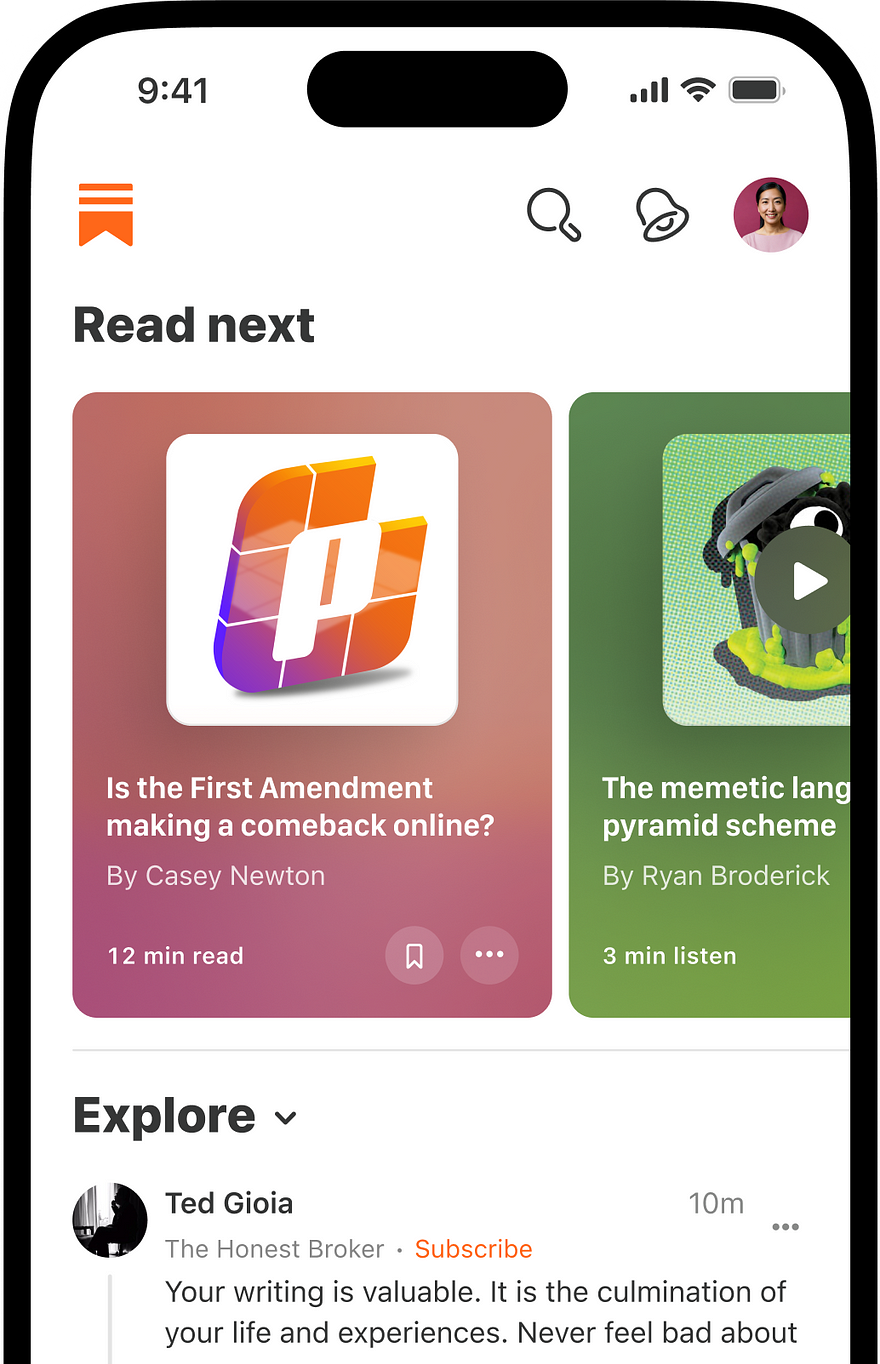 9:41
Read next
Is the First Amendment
making a comeback online?
By Casey Newton
12 min read
The memetic
pyramid scheme
By Ryan Broderick
3 min listen
Explore
Ted Gioia
10m
The Honest Broker · Subscribe
Your writing is valuable. It is the culmination of
your life and experiences. Never feel bad about